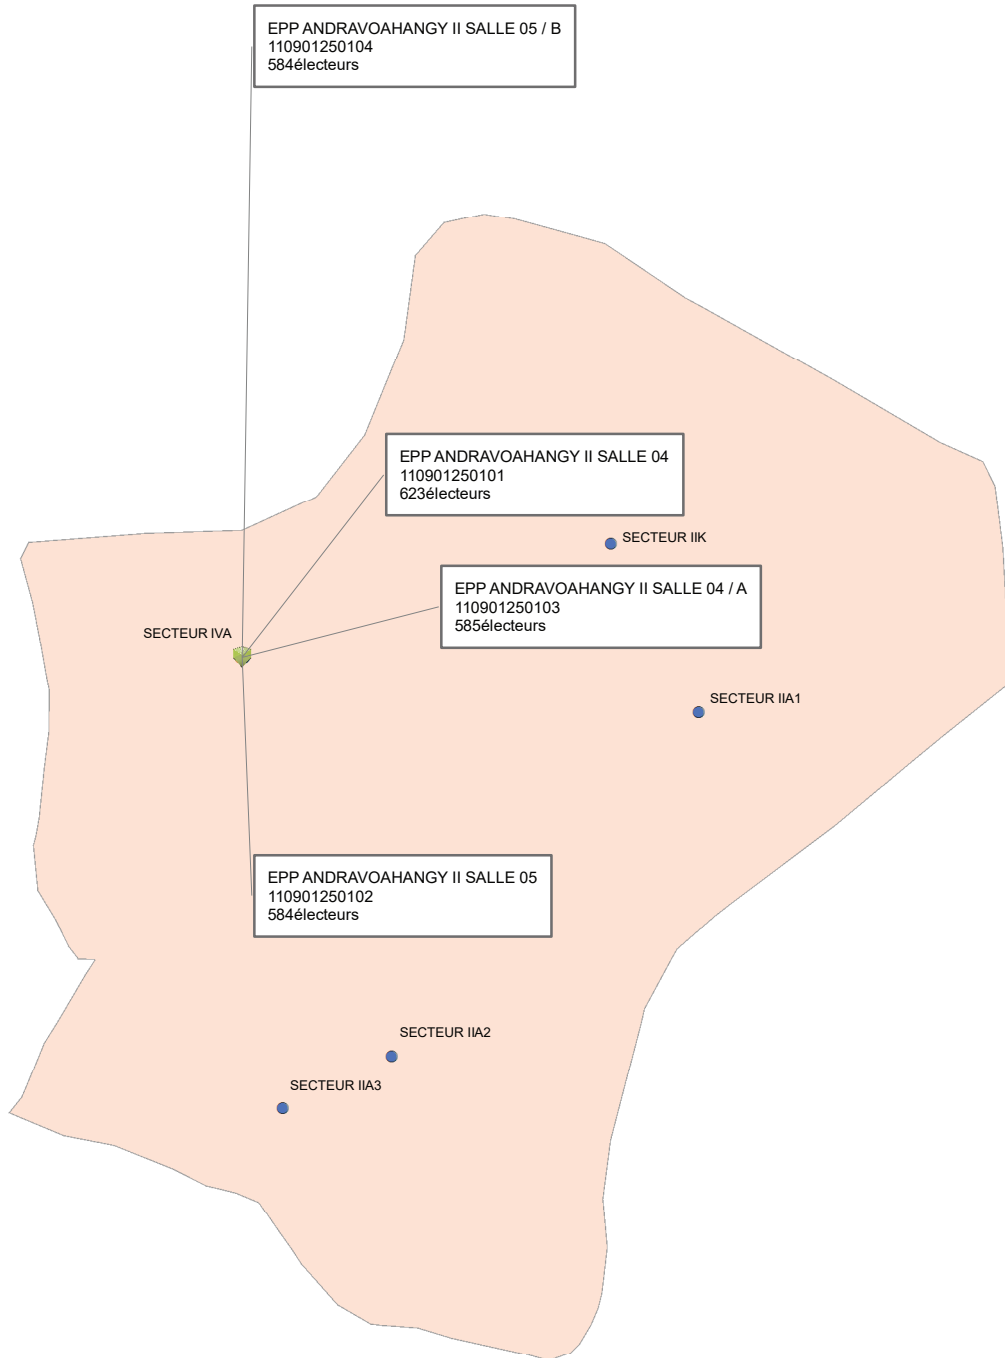 EPP ANDRAVOAHANGY II SALLE 05 / B
110901250104
584électeurs
EPP ANDRAVOAHANGY II SALLE 04
110901250101
623électeurs
SECTEUR IIK
EPP ANDRAVOAHANGY II SALLE 04 / A
110901250103
585électeurs
SECTEUR IVA
SECTEUR IIA1
EPP ANDRAVOAHANGY II SALLE 05
110901250102
584électeurs
SECTEUR IIA2
SECTEUR IIA3